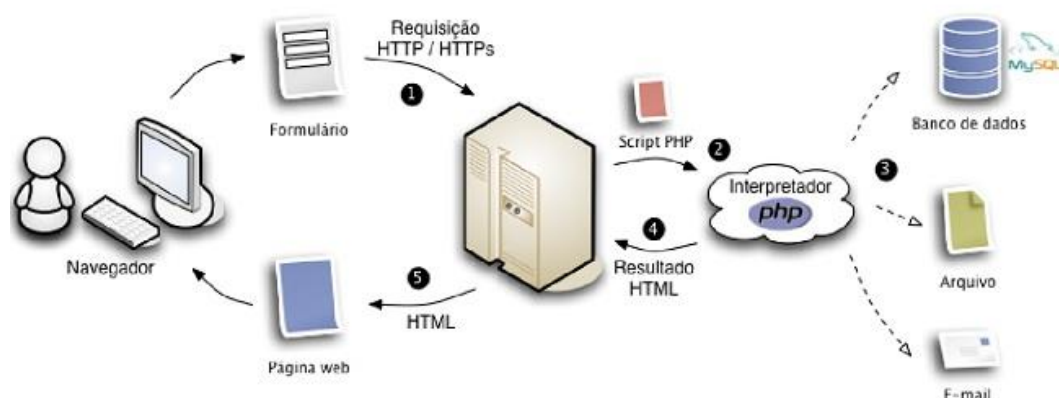 Requisição
HTTP / HTTPs
1
Formulário
Script PHP
2
MySQL
Banco de dados
Interpretador
php
3
Navegador
4
Resultado
HTML
5
HTML
Página web
Arquivo
E-mail